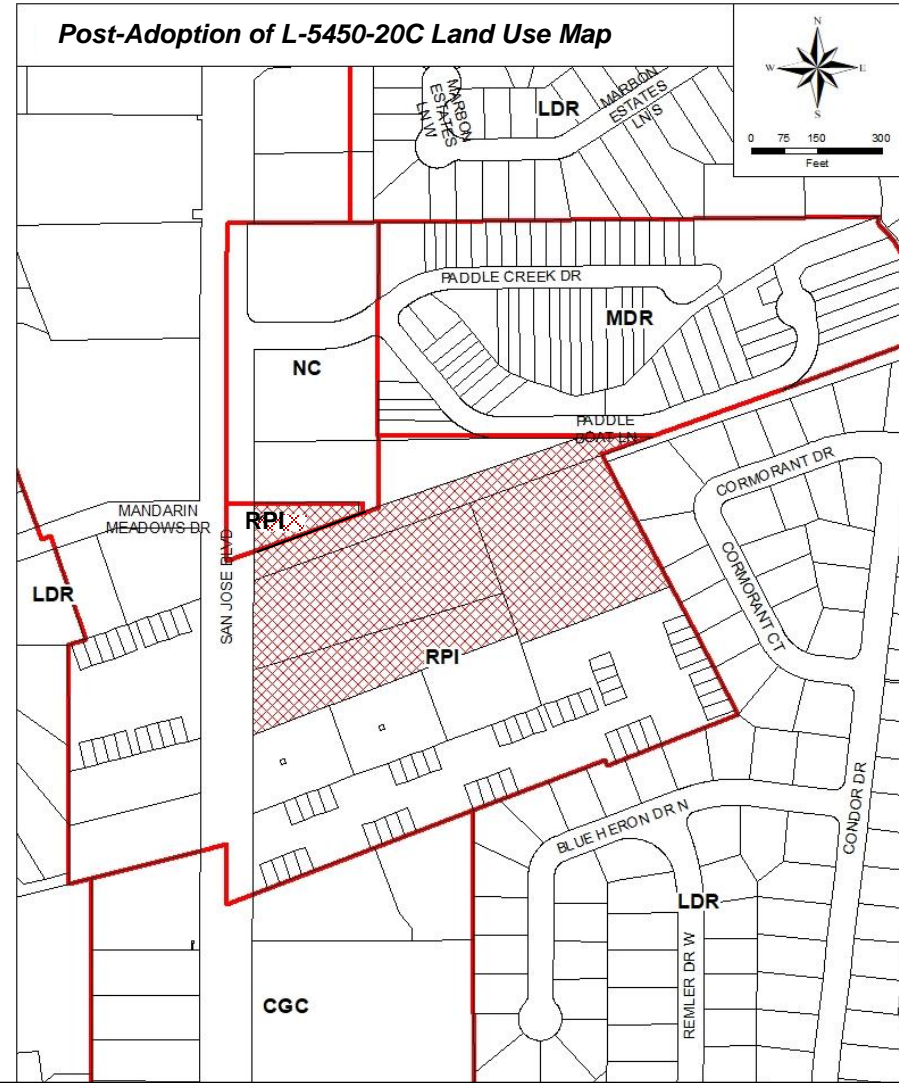 Post-Adoption of L-5450-20C Land Use Map
N
W
E
S
0 75 150 300
Feet
MARBON
ESTATES
LN W
LDR
MARBON
ESTATES
LN S
PADDLE CREEK DR
MDR
NC
PADDLE
BOAT LN
CORMORANT DR
MANDARIN
MEADOWS DR
RPI
SAN JOSE BLVD
CORMORANT CT
LDR
RPI
CONDOR DR
BLUE HERON DR N
LDR
REMLER DR W
CGC